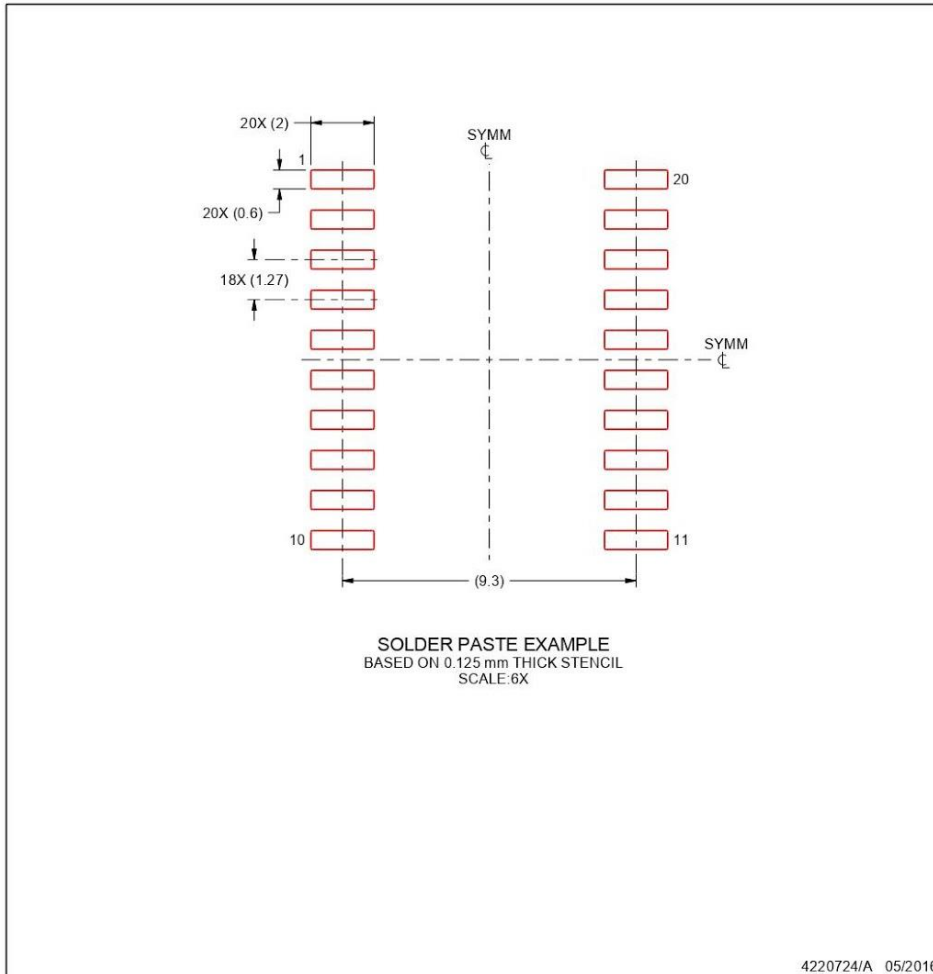 20X (2)
SYMM
℄
1
20
20X (0.6)
18X (1.27)
SYMM
℄
10
11
(9.3)
SOLDER PASTE EXAMPLE
BASED ON 0.125 mm THICK STENCIL
SCALE:6X
4220724/A 05/2016